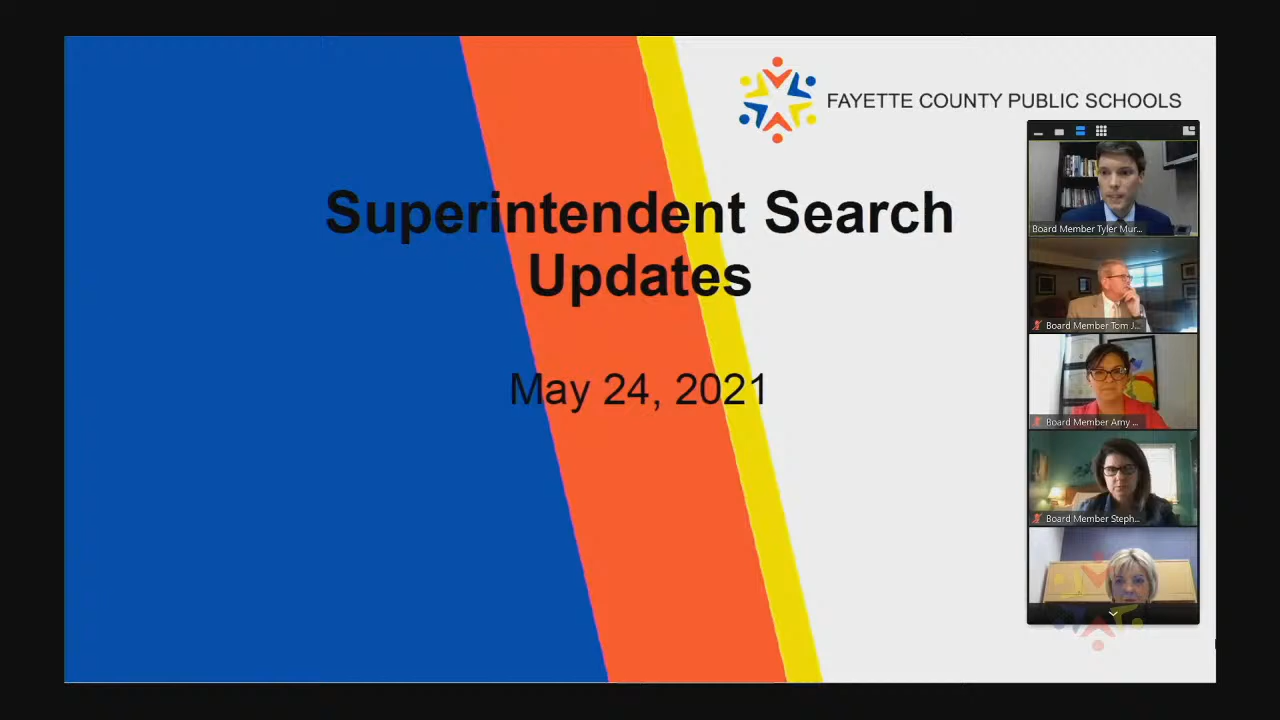 FAYETTE COUNTY PUBLIC SCHOOLS
Superintendent Search
Updates
May 24, 2021
Board Member Tyler Mur...
Board Member Tom J...
Board Member Amy ...
Board Member Steph...